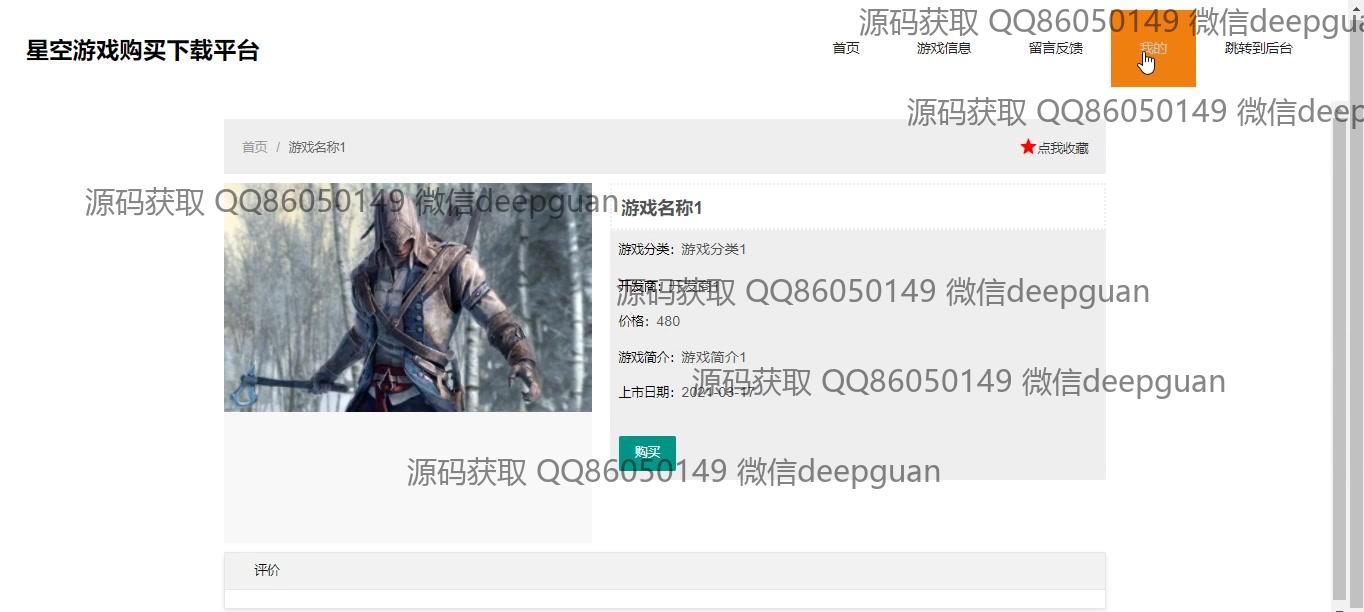 源码获取 QQ86050149 微信deepgua
星空游戏购买下载平台
首页 游戏信息 留言反馈 我的 跳转到后台
源码获取 QQ86050149 微信deep
首页 / 游戏名称1
★点我收藏
源码获取 QQ86050149 微信deepguan
游戏名称1
游戏分类：游戏分类1
开发商：开发商1
源码获取 QQ86050149 微信deepguan
价格：480
游戏简介：游戏简介1
源码获取 QQ86050149 微信deepguan
上市日期：2021-03-17
购买
源码获取 QQ86050149 微信deepguan
评价